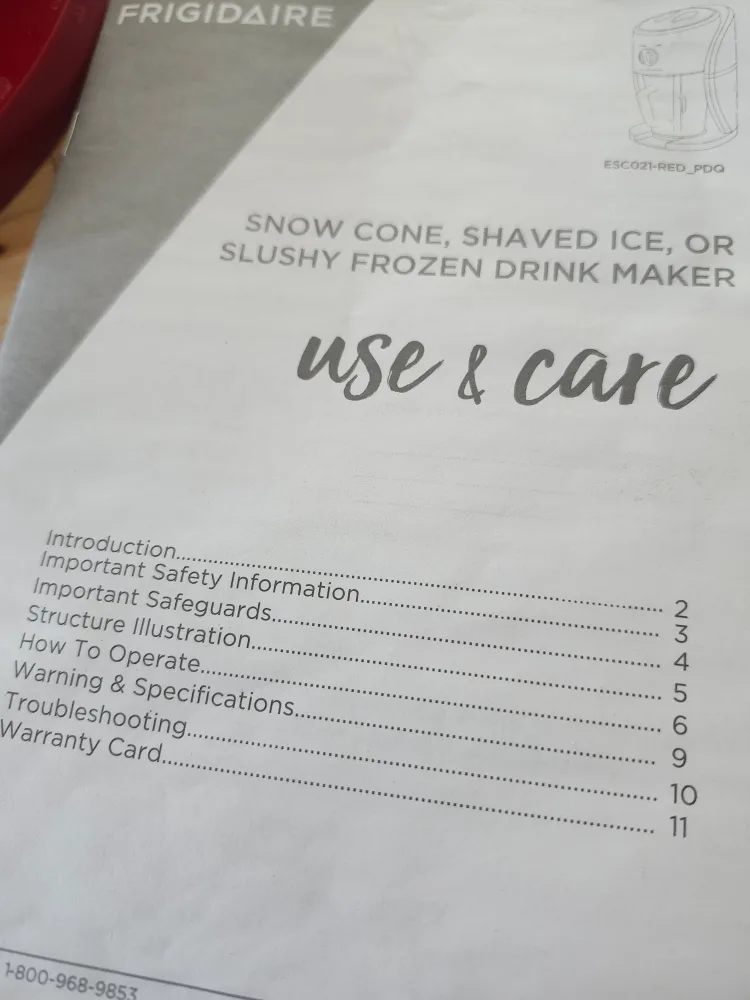 FRIGIDAIRE
ESC021-RED_PDQ
SNOW CONE, SHAVED ICE, OR
SLUSHY FROZEN DRINK MAKER
use & care
Introduction.......... 2
Important Safety Information.......... 3
Important Safeguards.......... 4
Structure Illustration.......... 5
How To Operate.......... 6
Warning & Specifications.......... 9
Troubleshooting.......... 10
Warranty Card.......... 11
1-800-968-9853